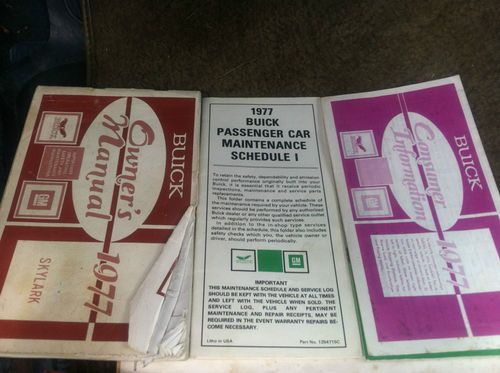 BUICK
Owner's
Manual
1977
GM
SKYLARK
1977
BUICK
PASSENGER CAR
MAINTENANCE
SCHEDULE I
To retain the safety, dependability and emission
control performance originally built into your
Buick, it is essential that it receive periodic
inspections, maintenance and service parts
replacements.
This folder contains a complete schedule of
the maintenance required by your vehicle. These
services should be performed by any authorized
Buick dealer or any other qualified service outlet
which regularly provides such services.
In addition to the in-shop type services
detailed in the schedule, this folder also includes
safety checks which you, the vehicle owner or
driver, should perform periodically.
GM
IMPORTANT
THIS MAINTENANCE SCHEDULE AND SERVICE LOG
SHOULD BE KEPT WITH THE VEHICLE AT ALL TIMES
AND LEFT WITH THE VEHICLE WHEN SOLD. THE
SERVICE LOG, PLUS ANY PERTINENT
MAINTENANCE AND REPAIR RECEIPTS, MAY BE
REQUIRED IN THE EVENT WARRANTY REPAIRS BE-
COME NECESSARY.
Litho in USA
BUICK
Consumer
Information
1977
GM